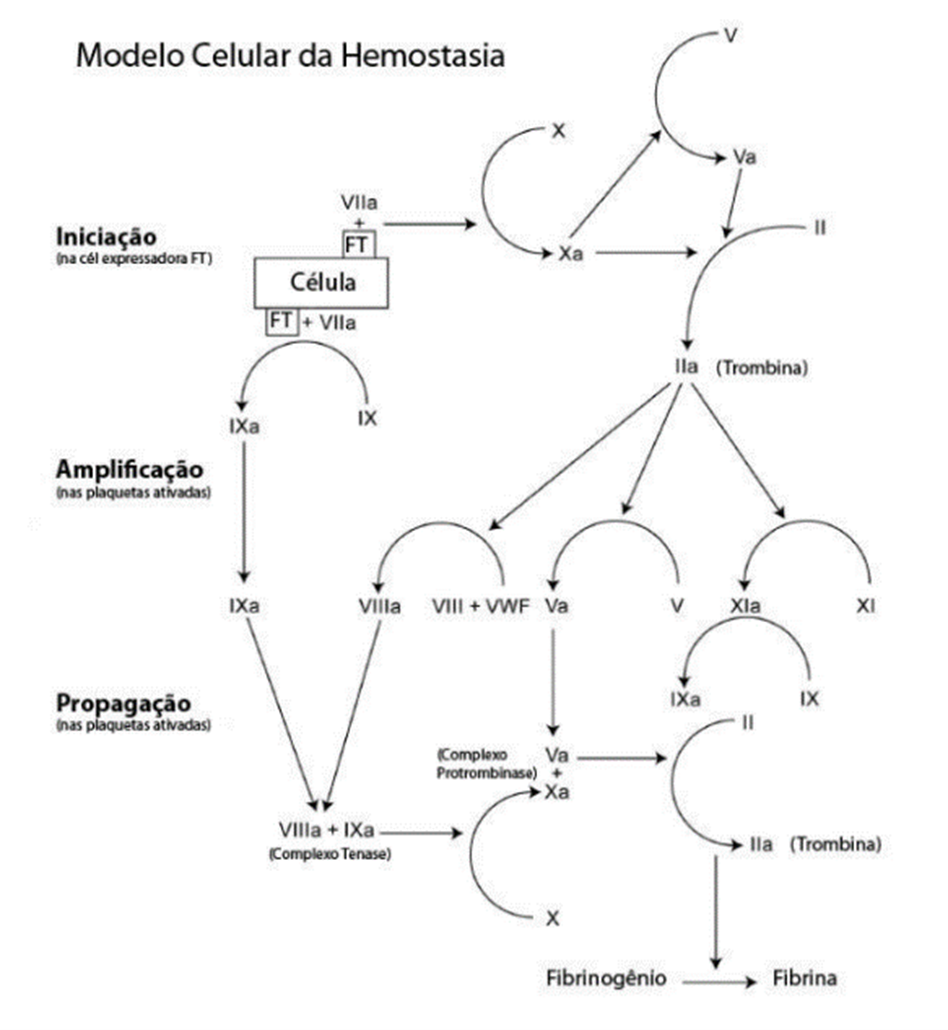 Modelo Celular da Hemostasia
V
X
Va
VIIa
+
FT
Iniciação
(na cél expressadora FT)
II
Xa
Célula
FT + VIIa
IIa (Trombina)
IXa
IX
Amplificação
(nas plaquetas ativadas)
IXa
VIIIa
VIII + VWF
Va
V
XIa
XI
IXa
IX
Propagação
(nas plaquetas ativadas)
II
(Complexo
Protrombinase)
Va
+
Xa
VIIIa + IXa
(Complexo Tenase)
IIa (Trombina)
X
Fibrinogênio
Fibrina